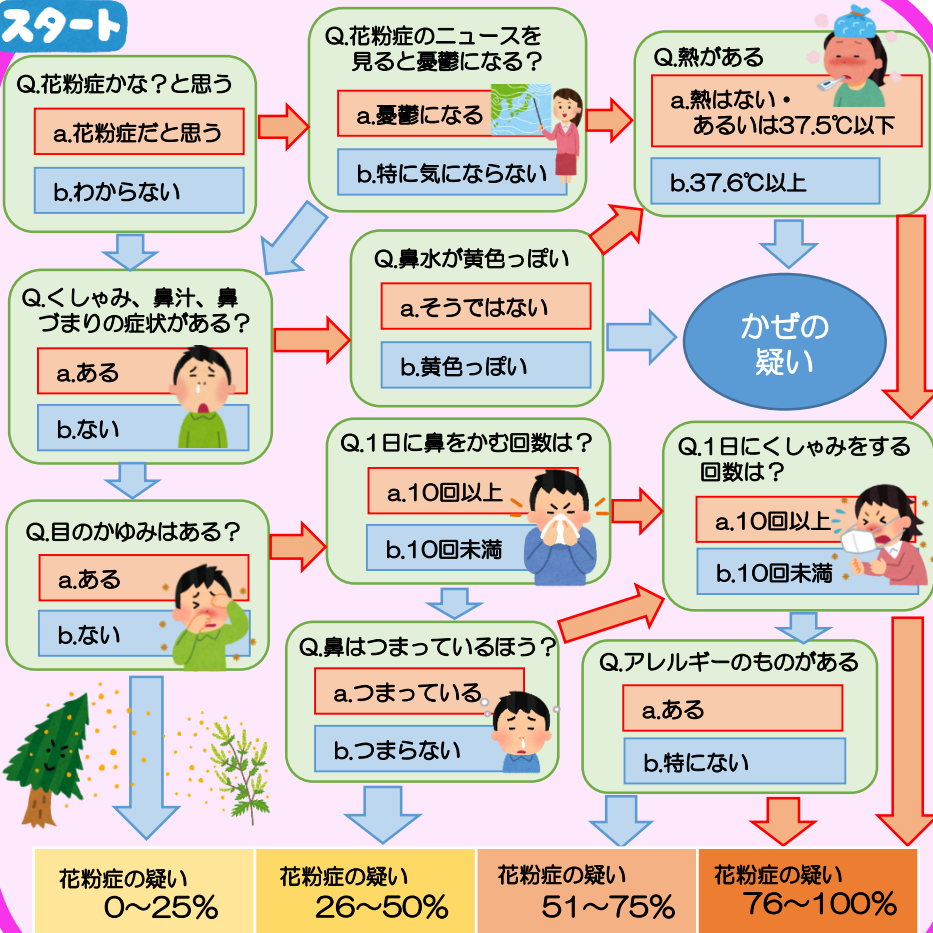 スタート
Q.花粉症かな？と思う
a.花粉症だと思う
b.わからない
Q.花粉症のニュースを
見ると憂鬱になる？
a.憂鬱になる
b.特に気にならない
Q.熱がある
a.熱はない・
あるいは37.5℃以下
b.37.6℃以上
Q.くしゃみ、鼻汁、鼻
づまりの症状がある？
a.ある
b.ない
Q.鼻水が黄色っぽい
a.そうではない
b.黄色っぽい
かぜの
疑い
Q.目のかゆみはある？
a.ある
b.ない
Q.1日に鼻をかむ回数は？
a.10回以上
b.10回未満
Q.1日にくしゃみをする
回数は？
a.10回以上
b.10回未満
Q.鼻はつまっているほう？
a.つまっている
b.つまらない
Q.アレルギーのものがある
a.ある
b.特にない
花粉症の疑い
0～25%
花粉症の疑い
26～50%
花粉症の疑い
51～75%
花粉症の疑い
76～100%